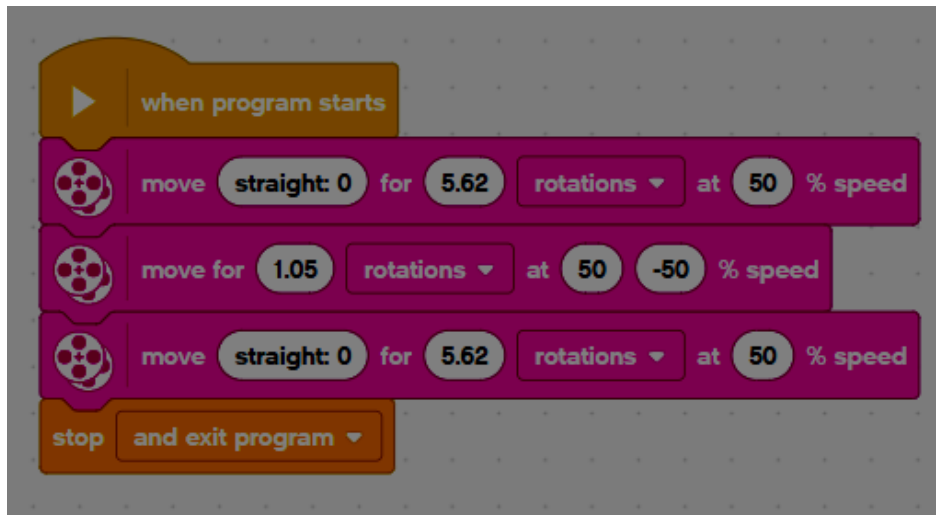 when program starts
move straight: 0 for 5.62 rotations at 50 % speed
move for 1.05 rotations at 50 -50 % speed
move straight: 0 for 5.62 rotations at 50 % speed
stop and exit program